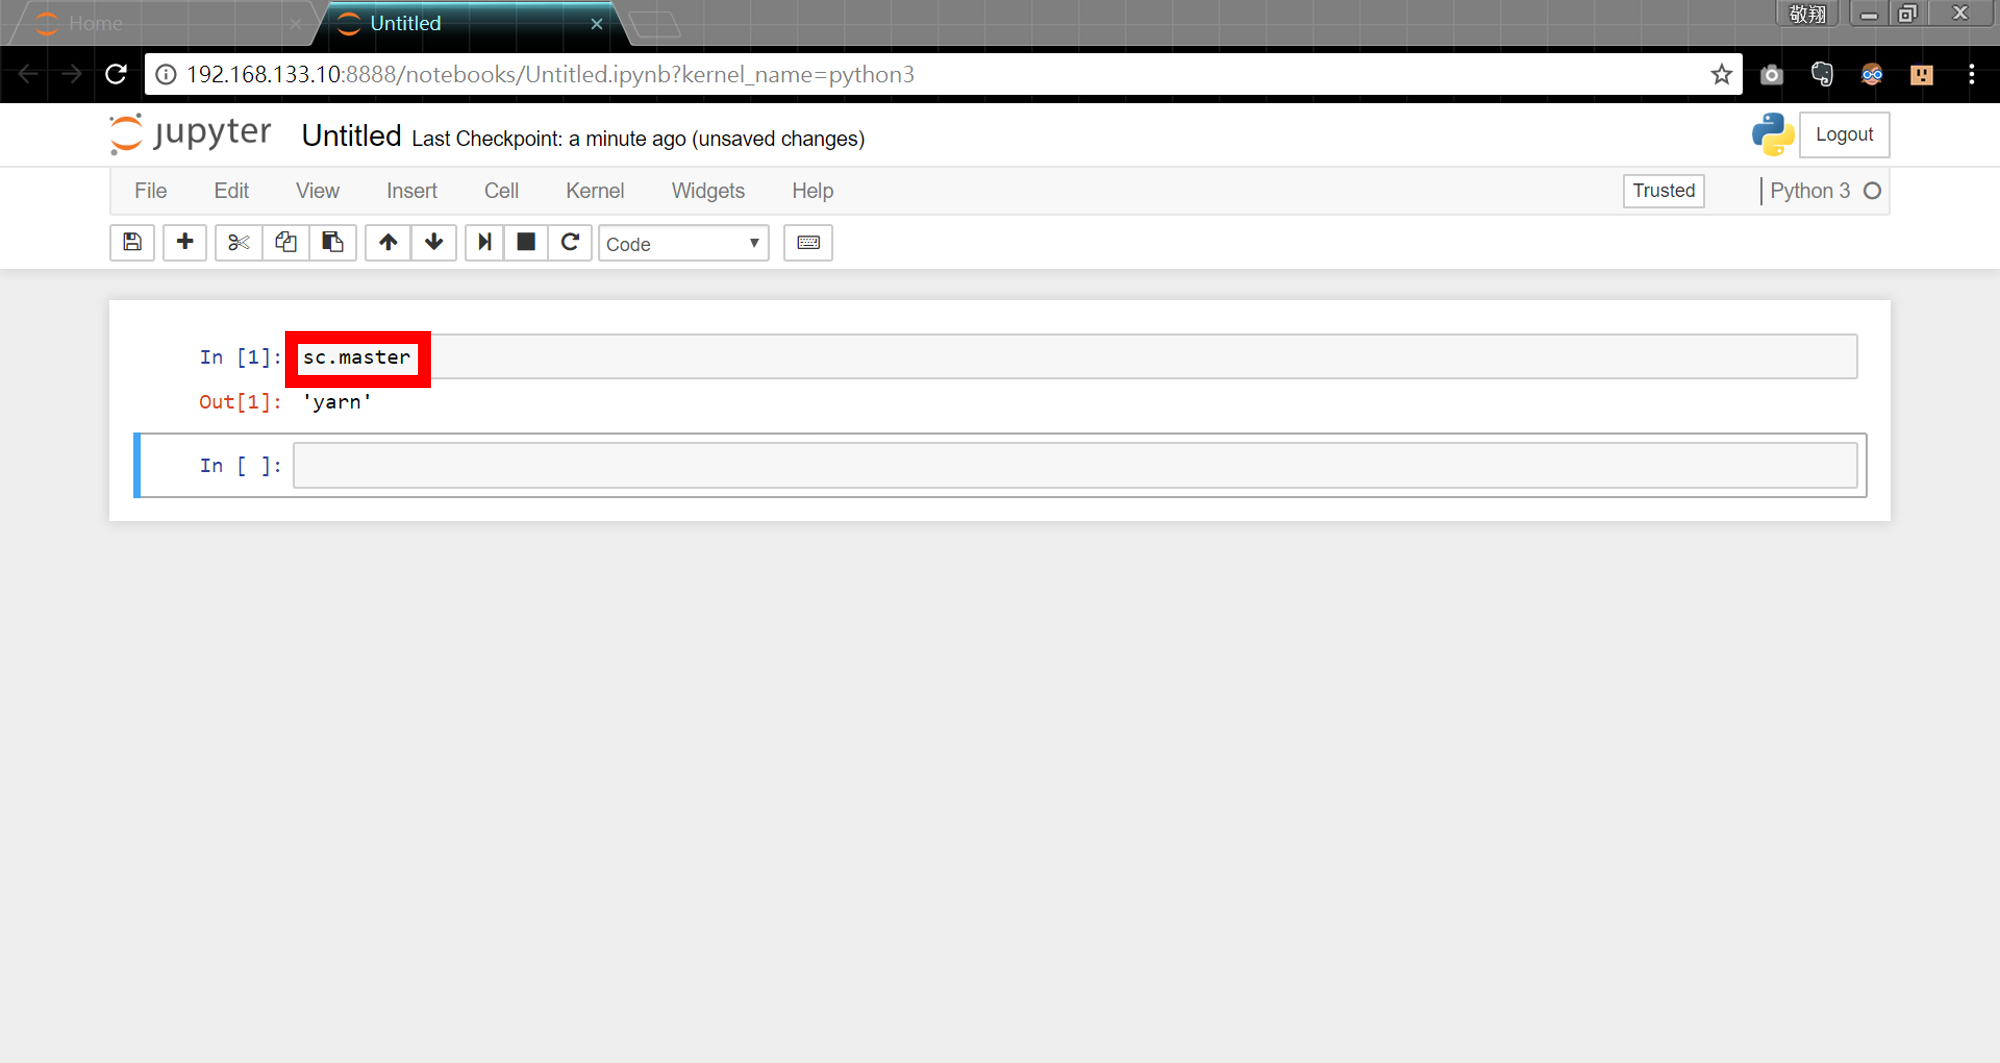 Home
Untitled
敬翔
192.168.133.10:8888/notebooks/Untitled.ipynb?kernel_name=python3
jupyter Untitled Last Checkpoint: a minute ago (unsaved changes)
Logout
File Edit View Insert Cell Kernel Widgets Help
Trusted
Python 3
Code
In [1]: sc.master
Out[1]: 'yarn'
In [ ]: